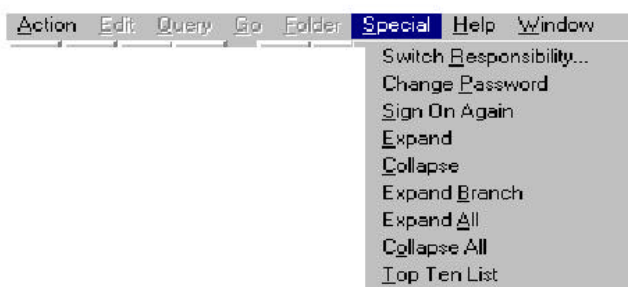 Action Edit Query Go Folder Special Help Window
Switch Responsibility...
Change Password
Sign On Again
Expand
Collapse
Expand Branch
Expand All
Collapse All
Top Ten List